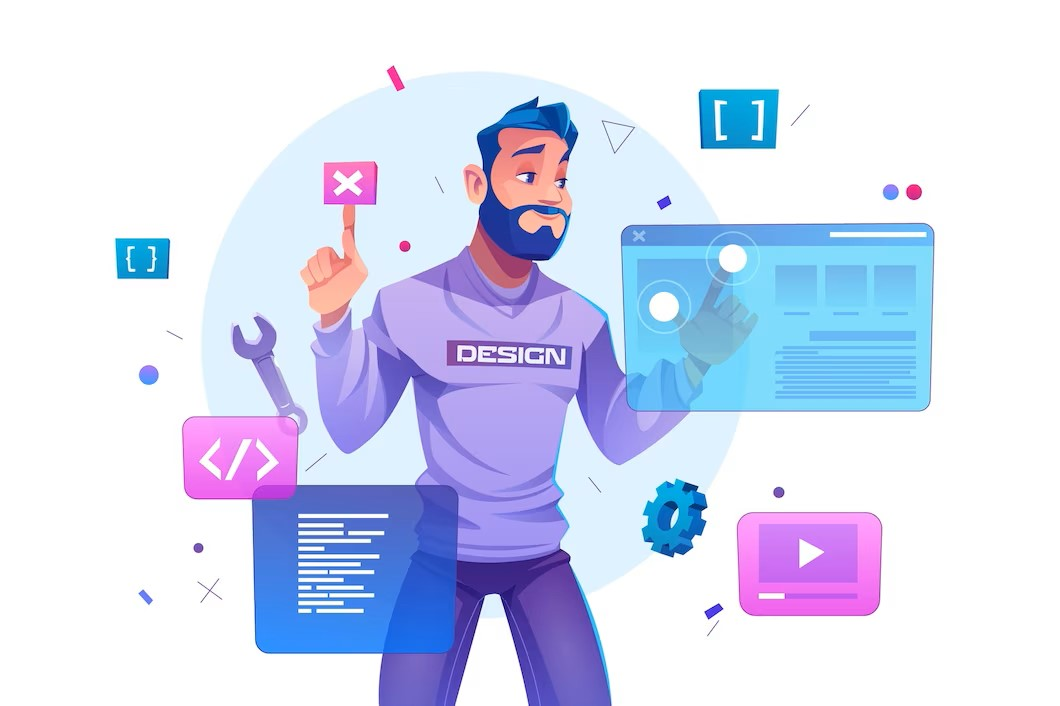 [ ]
{ }
DESIGN
</>